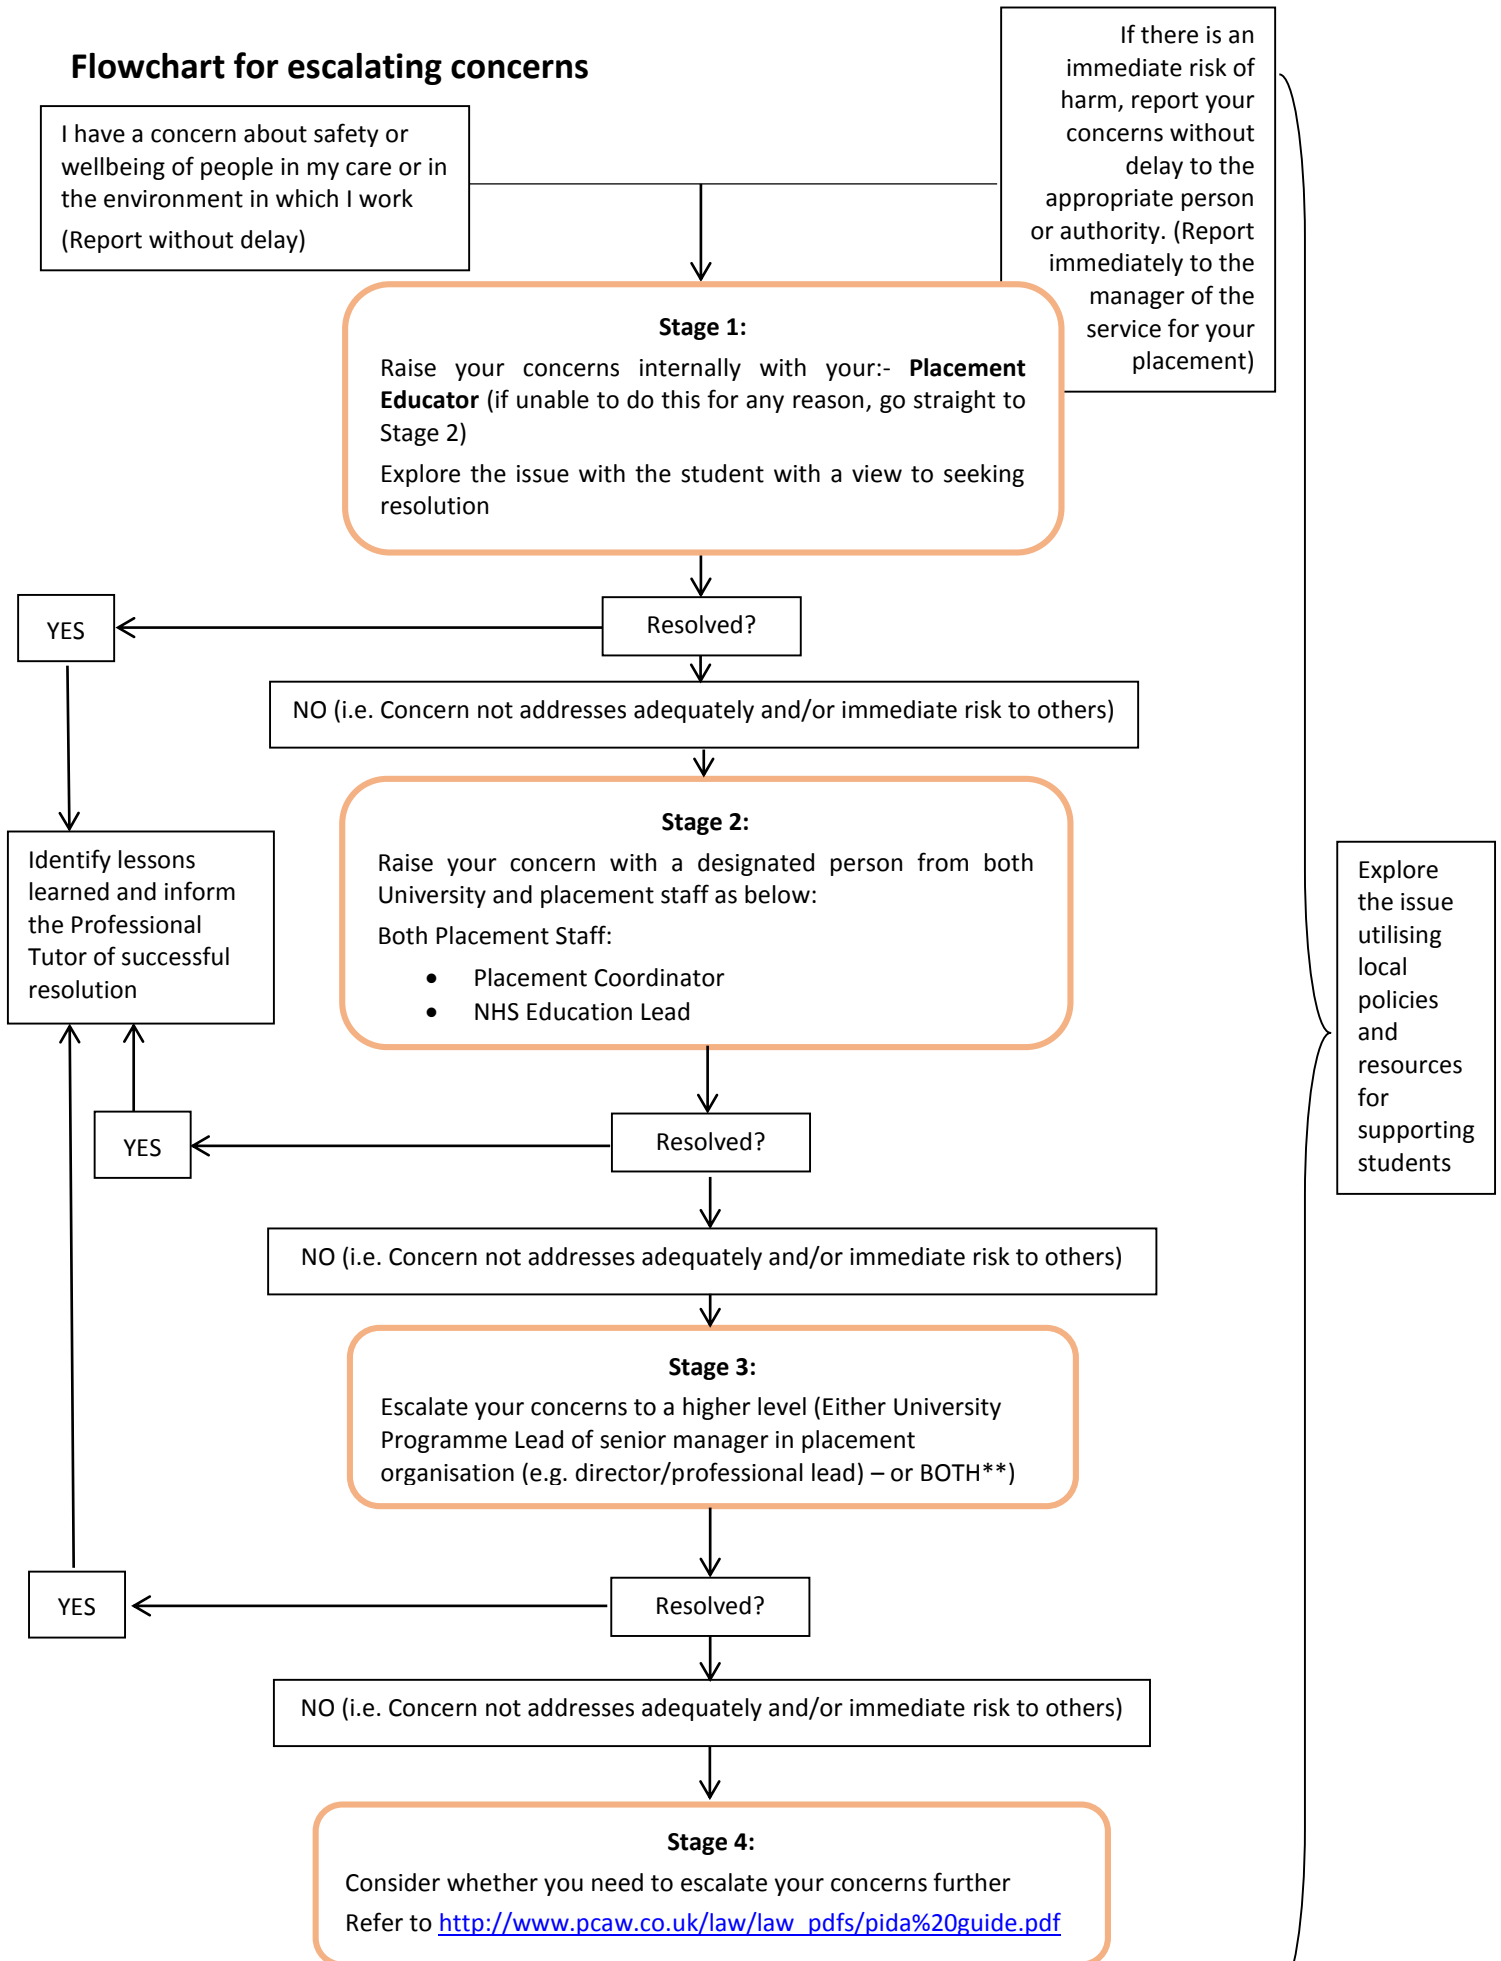 Flowchart for escalating concerns
I have a concern about safety or
wellbeing of people in my care or in
the environment in which I work
(Report without delay)
If there is an
immediate risk of
harm, report your
concerns without
delay to the
appropriate person
or authority. (Report
immediately to the
manager of the
service for your
placement)
Stage 1:
Raise your concerns internally with your:- Placement
Educator (if unable to do this for any reason, go straight to
Stage 2)
Explore the issue with the student with a view to seeking
resolution
Resolved?
YES
NO (i.e. Concern not addresses adequately and/or immediate risk to others)
Stage 2:
Raise your concern with a designated person from both
University and placement staff as below:
Both Placement Staff:
• Placement Coordinator
• NHS Education Lead
Identify lessons
learned and inform
the Professional
Tutor of successful
resolution
Explore
the issue
utilising
local
policies
and
resources
for
supporting
students
Resolved?
YES
NO (i.e. Concern not addresses adequately and/or immediate risk to others)
Stage 3:
Escalate your concerns to a higher level (Either University
Programme Lead of senior manager in placement
organisation (e.g. director/professional lead) – or BOTH**)
Resolved?
YES
NO (i.e. Concern not addresses adequately and/or immediate risk to others)
Stage 4:
Consider whether you need to escalate your concerns further
Refer to http://www.pcaw.co.uk/law/law_pdfs/pida%20guide.pdf